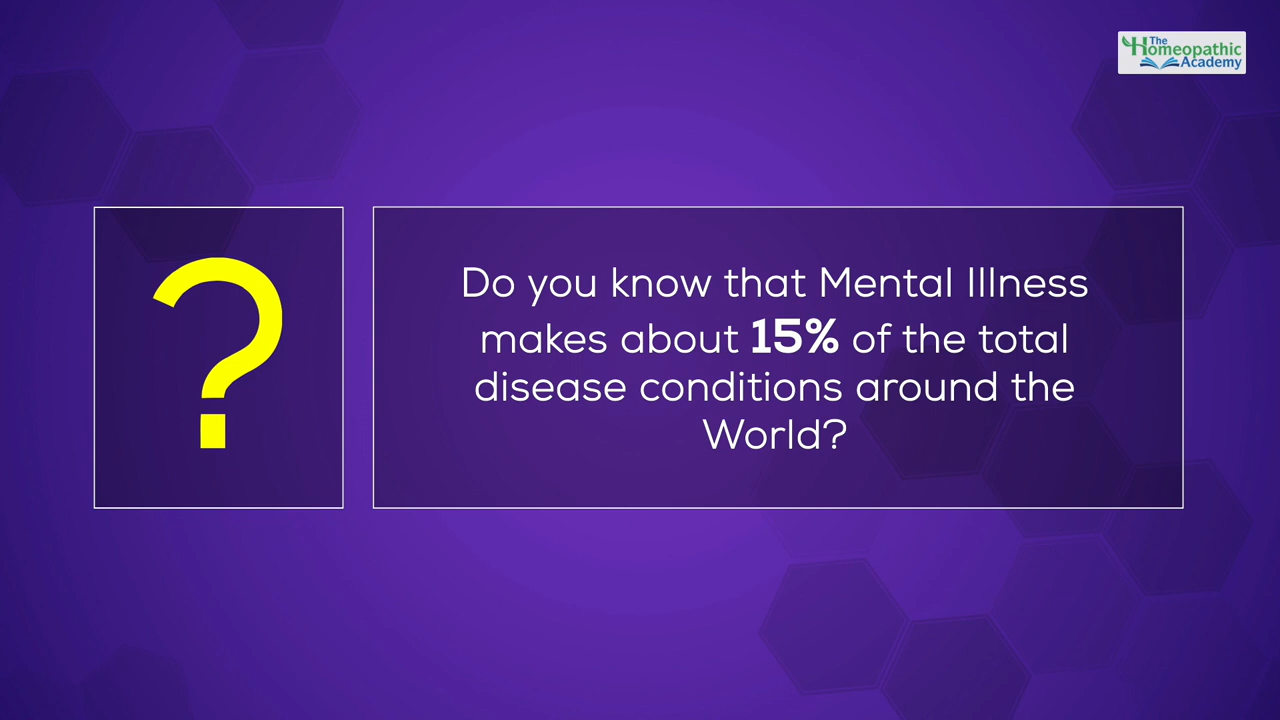 The
Homeopathic
Academy
?
Do you know that Mental Illness
makes about 15% of the total
disease conditions around the
World?